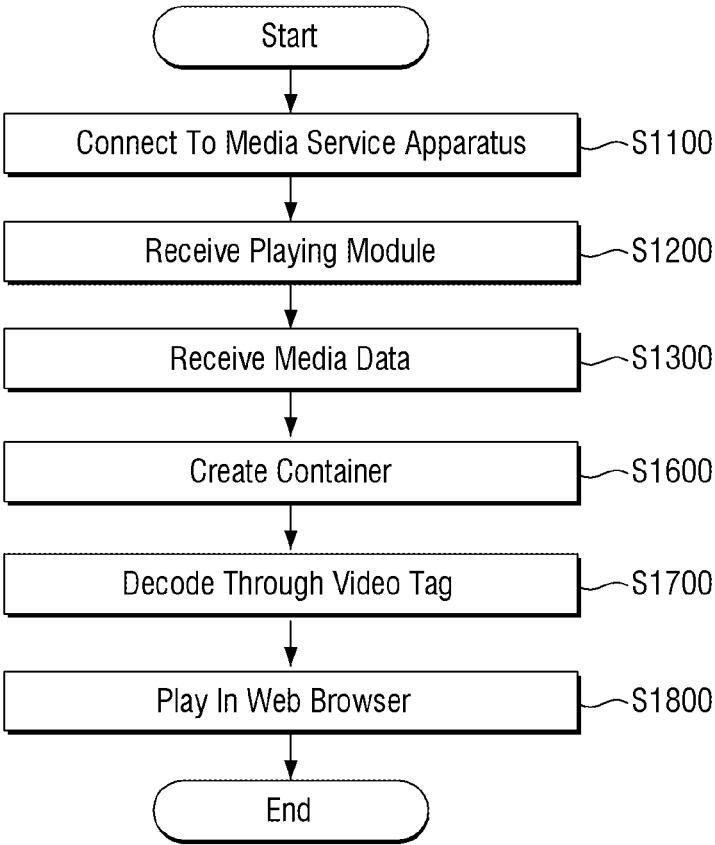 Start
Connect To Media Service Apparatus S1100
Receive Playing Module S1200
Receive Media Data S1300
Create Container S1600
Decode Through Video Tag S1700
Play In Web Browser S1800
End